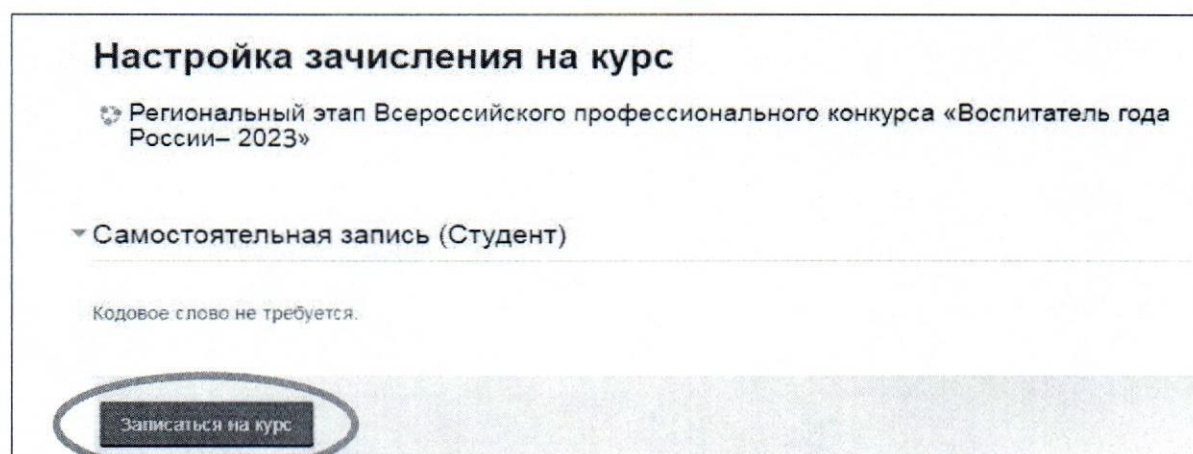 Настройка зачисления на курс
Региональный этап Всероссийского профессионального конкурса «Воспитатель года
России– 2023»
Самостоятельная запись (Студент)
Кодовое слово не требуется.
Записаться на курс